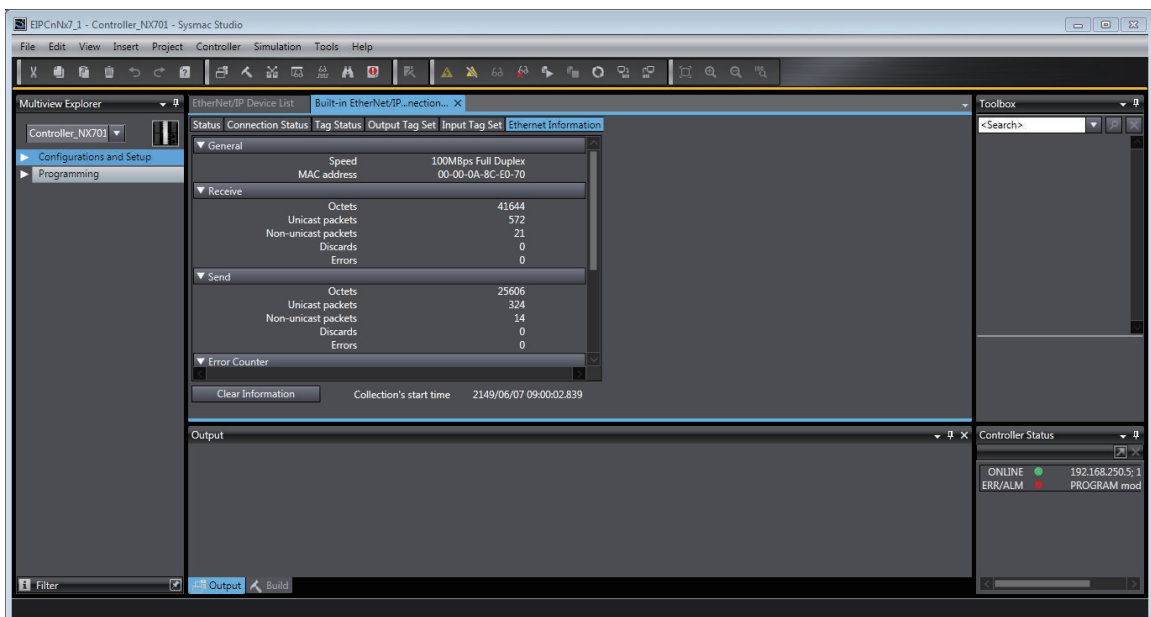 EIPCnNx7_1 - Controller_NX701 - Sysmac Studio
File Edit View Insert Project Controller Simulation Tools Help
Multiview Explorer
Controller_NX701
Configurations and Setup
Programming
Filter
EtherNet/IP Device List
Built-in EtherNet/IP...nection...
Status Connection Status Tag Status Output Tag Set Input Tag Set Ethernet Information
General
Speed 100MBps Full Duplex
MAC address 00-00-0A-8C-E0-70
Receive
Octets 41644
Unicast packets 572
Non-unicast packets 21
Discards 0
Errors 0
Send
Octets 25606
Unicast packets 324
Non-unicast packets 14
Discards 0
Errors 0
Error Counter
Clear Information Collection's start time 2149/06/07 09:00:02.839
Output
Output Build
Toolbox
<Search>
Controller Status
ONLINE 192.168.250.5; 1
ERR/ALM PROGRAM mod